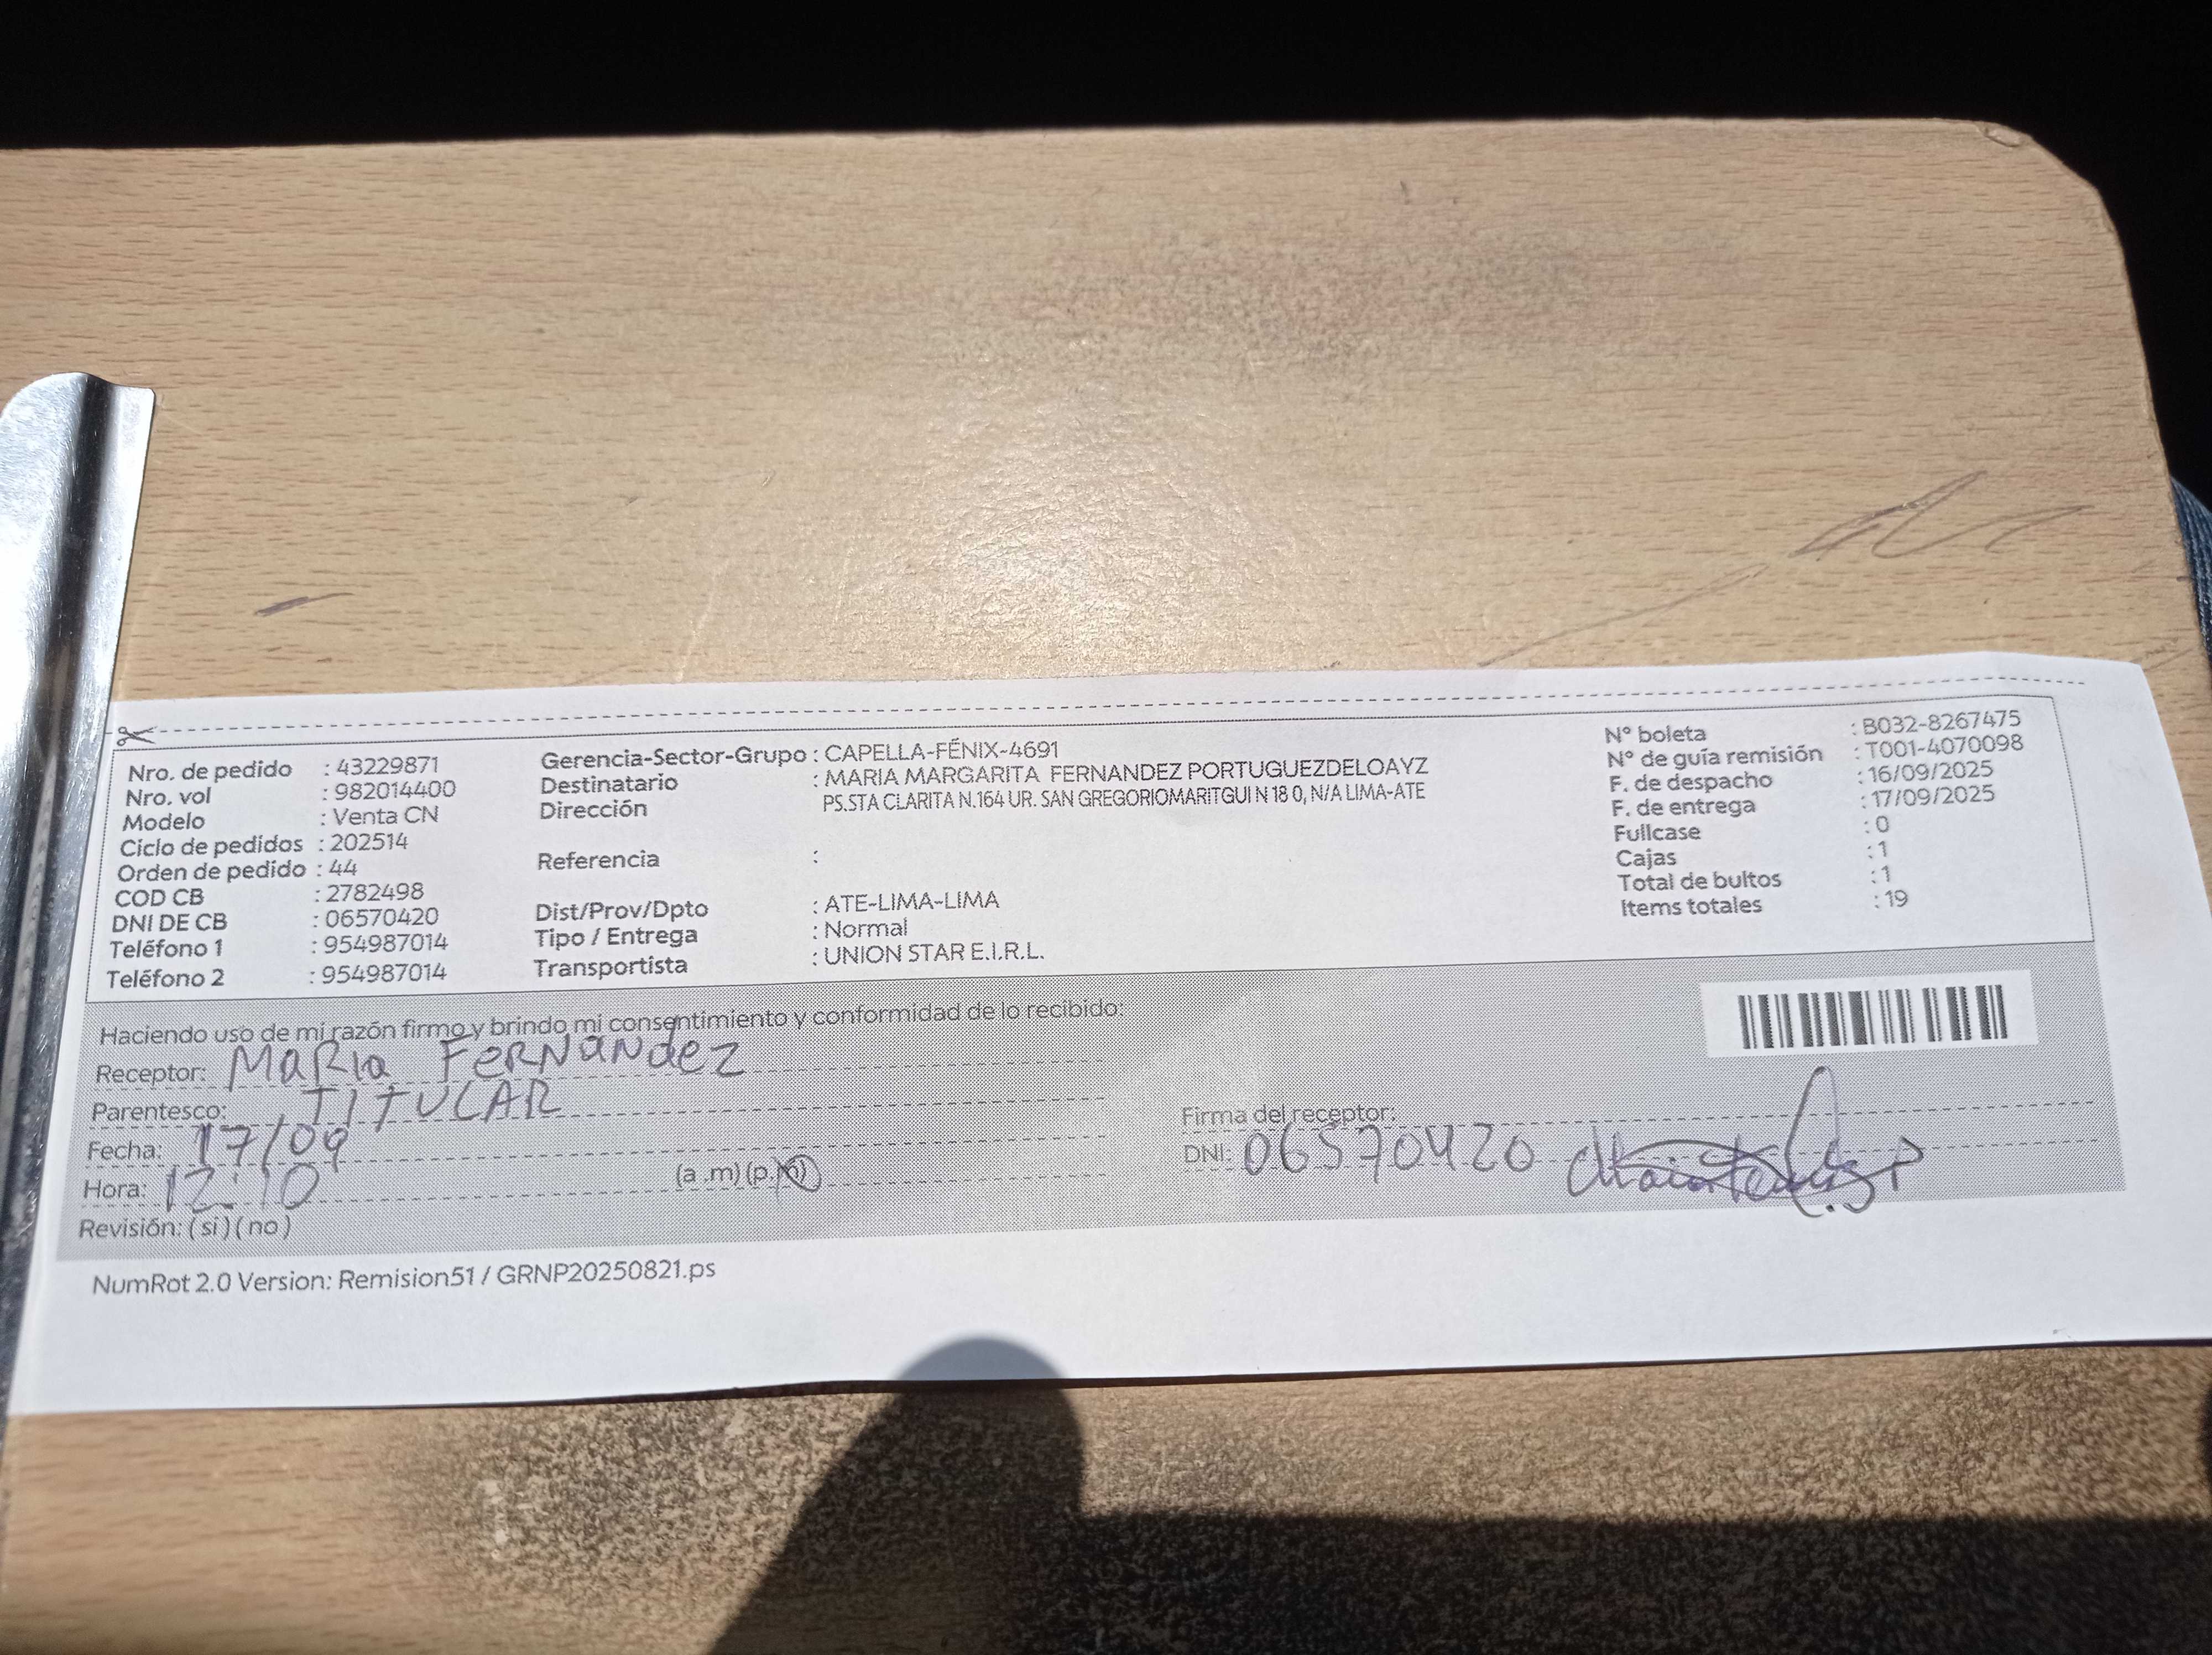 Nro. de pedido : 43229871
Nro. vol : 982014400
Modelo : Venta CN
Ciclo de pedidos : 202514
Orden de pedido : 44
COD CB : 2782498
DNI DE CB : 06570420
Teléfono 1 : 954987014
Teléfono 2 : 954987014
Gerencia-Sector-Grupo : CAPELLA-FÉNIX-4691
Destinatario : MARIA MARGARITA FERNANDEZ PORTUGUEZDELOAYZ
Dirección PS.STA CLARITA N.164 UR. SAN GREGORIOMARITGUI N 18 0, N/A LIMA-ATE
Referencia :
Dist/Prov/Dpto : ATE-LIMA-LIMA
Tipo / Entrega : Normal
Transportista : UNION STAR E.I.R.L.
N° boleta : B032-8267475
N° de guía remisión : T001-4070098
F. de despacho : 16/09/2025
F. de entrega : 17/09/2025
Fullcase : 0
Cajas : 1
Total de bultos : 1
Items totales : 19
Haciendo uso de mi razón firmo y brindo mi consentimiento y conformidad de lo recibido:
Receptor: MaRIa FeRNandez
Parentesco: TITULAR
Fecha: 17/09
Hora: 12:10 (a .m) (p.m)
Revisión: ( si ) ( no )
Firma del receptor:
DNI: 06570420
NumRot 2.0 Version: Remision51 / GRNP20250821.ps